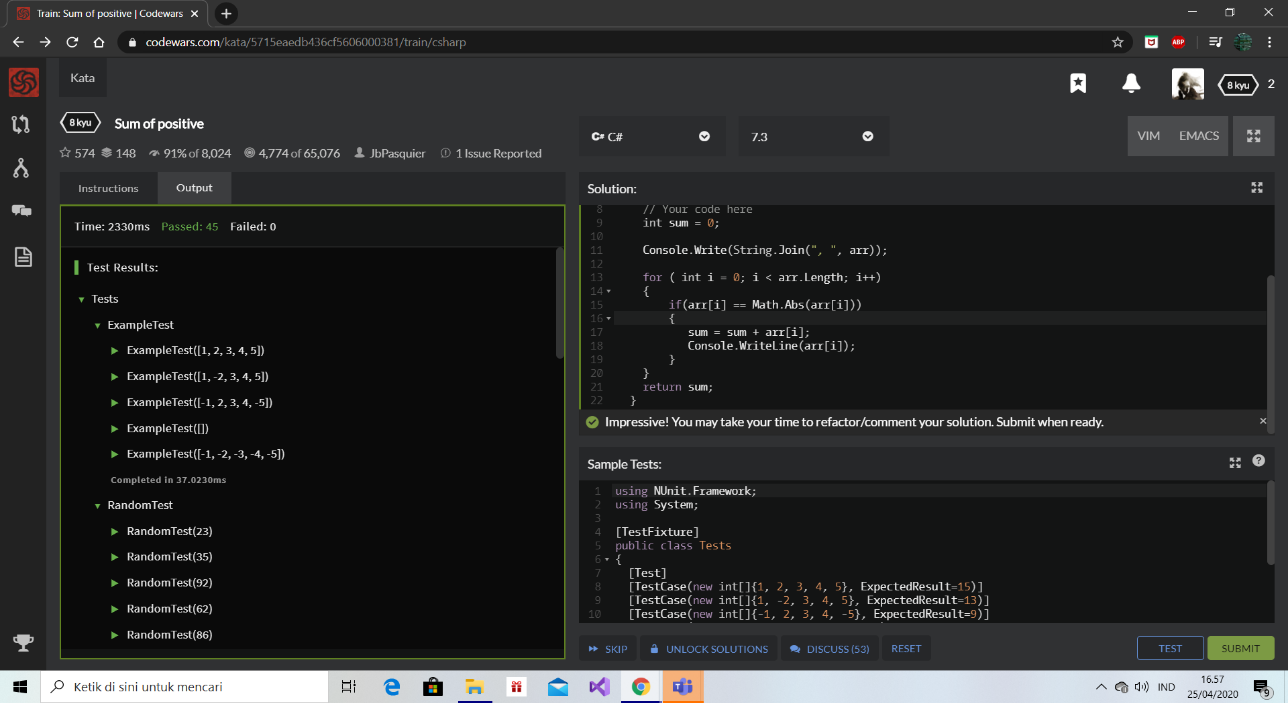 Train: Sum of positive | Codewars
codewars.com/kata/5715eaedb436cf5606000381/train/csharp
ABP
Kata
8 kyu
2
8 kyu
Sum of positive
574 148 91% of 8,024 4,774 of 65,076 JbPasquier 1 Issue Reported
C# C#
7.3
VIM EMACS
Instructions Output
Time: 2330ms Passed: 45 Failed: 0
Test Results:
Tests
ExampleTest
ExampleTest([1, 2, 3, 4, 5])
ExampleTest([1, -2, 3, 4, 5])
ExampleTest([-1, 2, 3, 4, -5])
ExampleTest([])
ExampleTest([-1, -2, -3, -4, -5])
Completed in 37.0230ms
RandomTest
RandomTest(23)
RandomTest(35)
RandomTest(92)
RandomTest(62)
RandomTest(86)
Solution:
8 // Your code here
9 int sum = 0;
10
11 Console.Write(String.Join(", ", arr));
12
13 for ( int i = 0; i < arr.Length; i++)
14 {
15 if(arr[i] == Math.Abs(arr[i]))
16 {
17 sum = sum + arr[i];
18 Console.WriteLine(arr[i]);
19 }
20 }
21 return sum;
22 }
Impressive! You may take your time to refactor/comment your solution. Submit when ready.
Sample Tests:
1 using NUnit.Framework;
2 using System;
3
4 [TestFixture]
5 public class Tests
6 {
7 [Test]
8 [TestCase(new int[]{1, 2, 3, 4, 5}, ExpectedResult=15)]
9 [TestCase(new int[]{1, -2, 3, 4, 5}, ExpectedResult=13)]
10 [TestCase(new int[]{-1, 2, 3, 4, -5}, ExpectedResult=9)]
SKIP UNLOCK SOLUTIONS DISCUSS (53) RESET
TEST SUBMIT
Ketik di sini untuk mencari
IND
16.57
25/04/2020
9